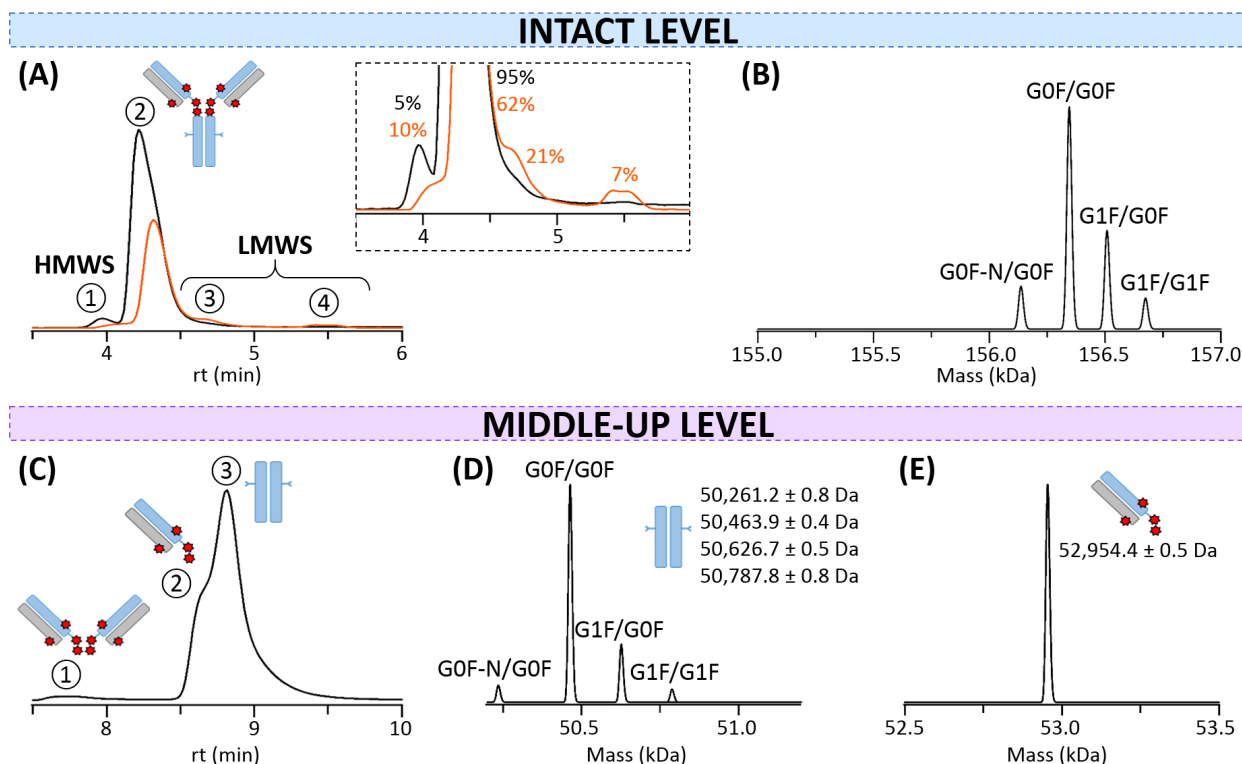 INTACT LEVEL
(A)
2
HMWS
1
LMWS
3
4
4
5
6
rt (min)
5%
10%
95%
62%
21%
7%
4
5
(B)
G0F/G0F
G1F/G0F
G0F-N/G0F
G1F/G1F
155.0
155.5
156.0
156.5
157.0
Mass (kDa)
MIDDLE-UP LEVEL
(C)
3
2
1
8
9
10
rt (min)
(D)
G0F/G0F
50,261.2 ± 0.8 Da
50,463.9 ± 0.4 Da
50,626.7 ± 0.5 Da
50,787.8 ± 0.8 Da
G1F/G0F
G0F-N/G0F
G1F/G1F
50.5
51.0
Mass (kDa)
(E)
52,954.4 ± 0.5 Da
52.5
53.0
53.5
Mass (kDa)